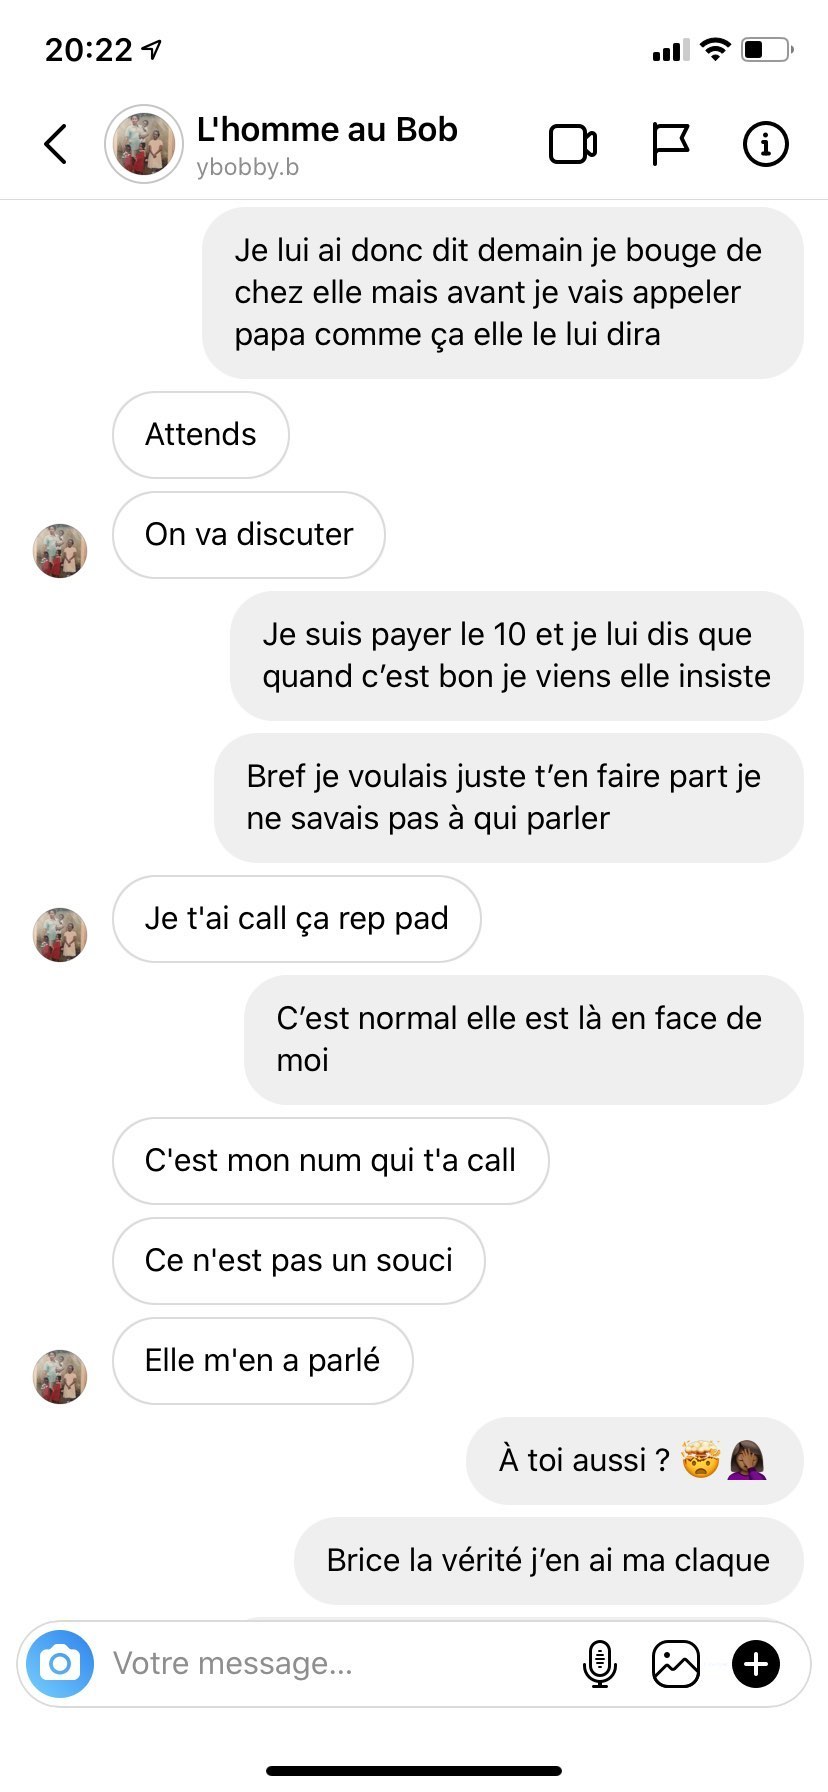 20:22
L'homme au Bob
ybobby.b
Je lui ai donc dit demain je bouge de
chez elle mais avant je vais appeler
papa comme ça elle le lui dira
Attends
On va discuter
Je suis payer le 10 et je lui dis que
quand c’est bon je viens elle insiste
Bref je voulais juste t’en faire part je
ne savais pas à qui parler
Je t'ai call ça rep pad
C’est normal elle est là en face de
moi
C'est mon num qui t'a call
Ce n'est pas un souci
Elle m'en a parlé
À toi aussi ? 🤯🤦🏾‍♀️
Brice la vérité j’en ai ma claque
Votre message...